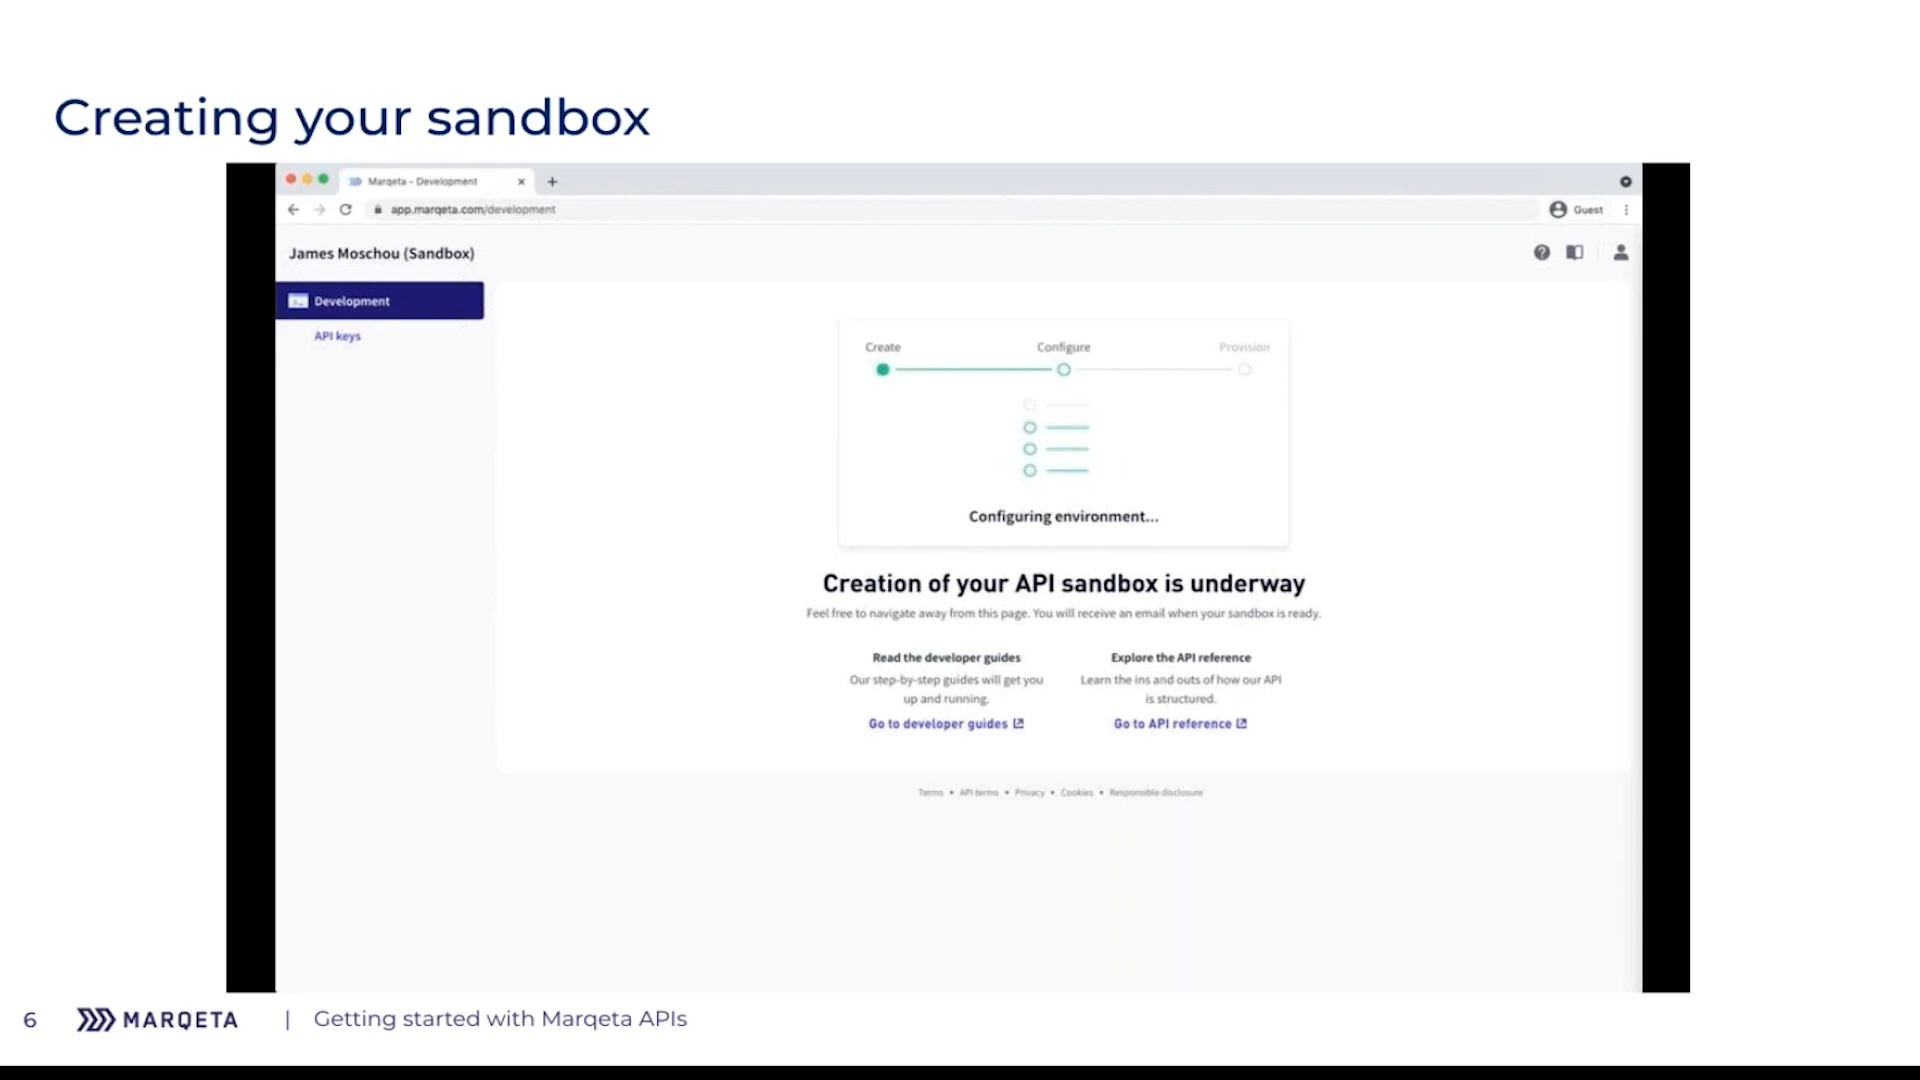 Creating your sandbox
Marqeta - Development
app.marqeta.com/development
Guest
James Moschou (Sandbox)
Development
API keys
Create
Configure
Provision
Configuring environment...
Creation of your API sandbox is underway
Feel free to navigate away from this page. You will receive an email when your sandbox is ready.
Read the developer guides
Our step-by-step guides will get you
up and running.
Go to developer guides
Explore the API reference
Learn the ins and outs of how our API
is structured.
Go to API reference
Terms • API terms • Privacy • Cookies • Responsible disclosure
6
MARQETA
| Getting started with Marqeta APIs